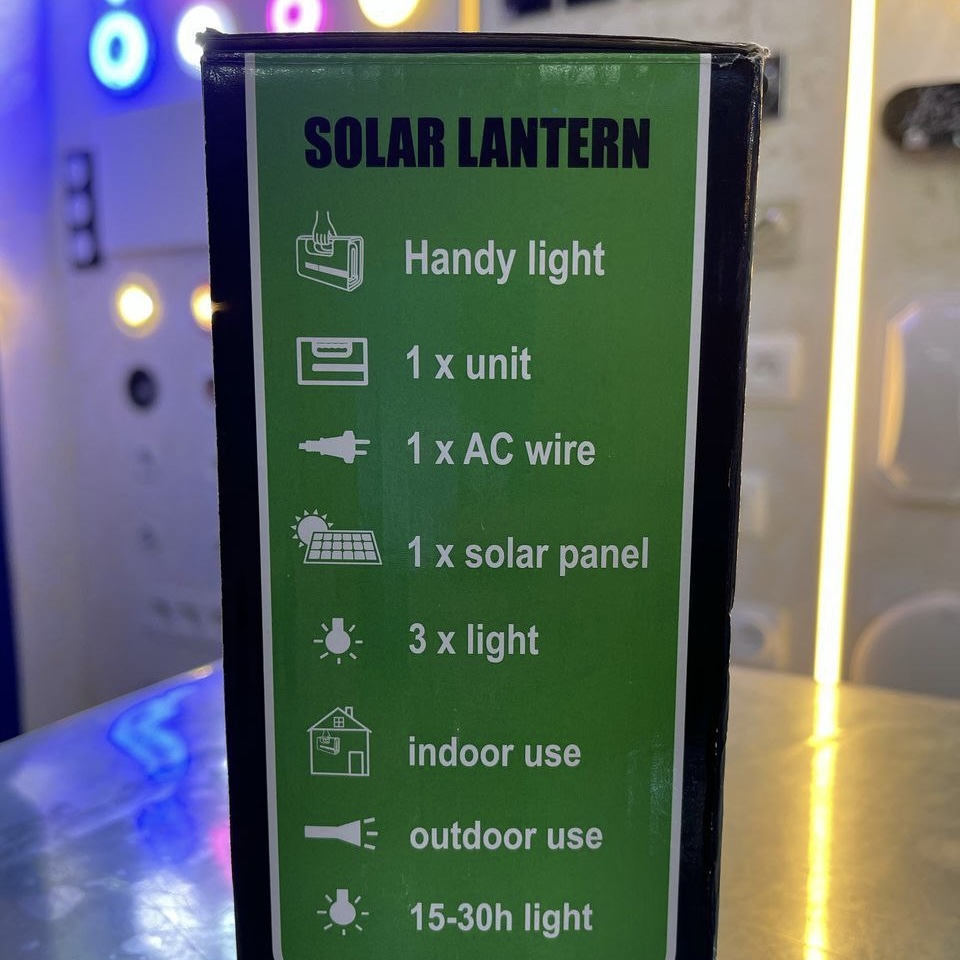 SOLAR LANTERN
Handy light
1 x unit
1 x AC wire
1 x solar panel
3 x light
indoor use
outdoor use
15-30h light